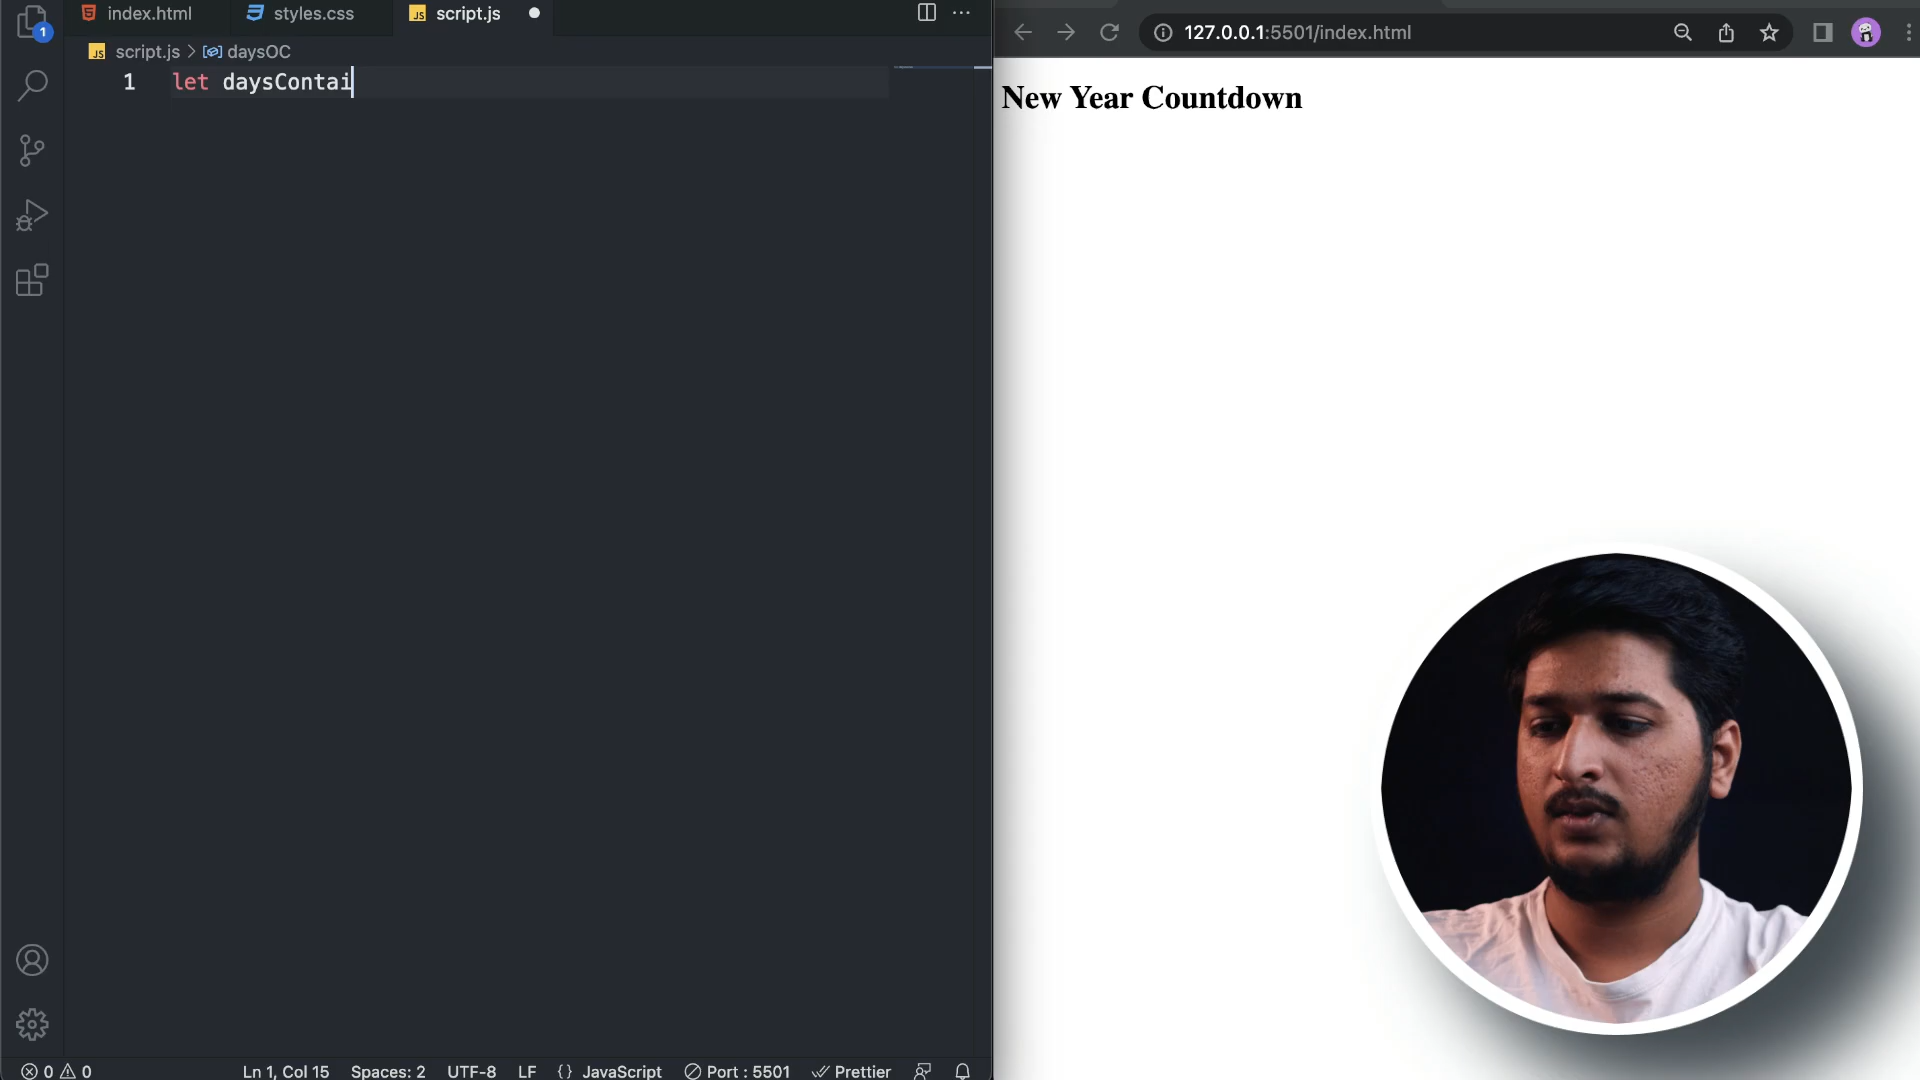 index.html
styles.css
script.js
127.0.0.1:5501/index.html
script.js > daysOC
1 let daysContai
New Year Countdown
1
0 0
Ln 1, Col 15
Spaces: 2
UTF-8
LF
{ } JavaScript
Port : 5501
Prettier